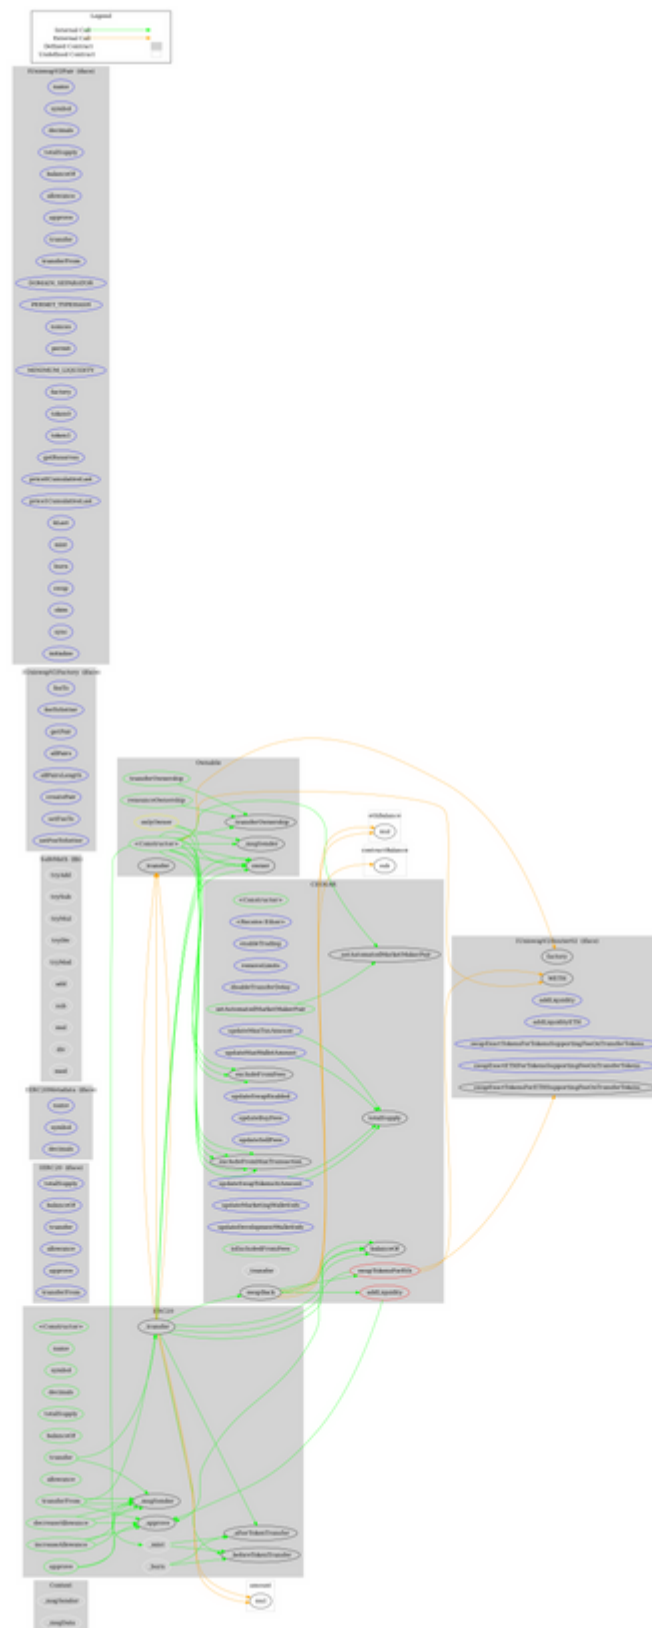 Legend
Internal Call
External Call
Defined Contract
Undefined Contract
name
symbol
decimals
totalSupply
balanceOf
allowance
approve
transfer
transferFrom
DOMAIN_SEPARATOR
PERMIT_TYPEHASH
nonces
permit
MINIMUM_LIQUIDITY
factory
token0
token1
getReserves
price0CumulativeLast
price1CumulativeLast
kLast
mint
burn
swap
skim
sync
initialize
IUniswapV2Factory (iface)
feeTo
feeToSetter
getPair
allPairs
allPairsLength
createPair
setFeeTo
setFeeToSetter
SafeMath (lib)
tryAdd
trySub
tryMul
tryDiv
tryMod
add
sub
mul
div
mod
IERC20Metadata (iface)
name
symbol
decimals
IERC20 (iface)
totalSupply
balanceOf
transfer
allowance
approve
transferFrom
Ownable
transferOwnership
renounceOwnership
onlyOwner
<Constructor>
transfer
_transferOwnership
_msgSender
owner
<Constructor>
<Receive Ether>
enableTrading
removeLimits
disableTransferDelay
setAutomatedMarketMakerPair
updateMaxTxnAmount
updateMaxWalletAmount
excludeFromFees
updateSwapEnabled
updateBuyFees
updateSellFees
excludeFromMaxTransaction
updateSwapTokensAtAmount
updateMarketingWalletInfo
updateDevelopmentWalletInfo
isExcludedFromFees
_transfer
swapBack
_setAutomatedMarketMakerPair
totalSupply
balanceOf
swapTokensForEth
addLiquidity
ethBalance
contractBalance
sub
IUniswapV2Router02 (iface)
factory
WETH
addLiquidity
addLiquidityETH
swapExactTokensForTokensSupportingFeeOnTransferTokens
swapExactETHForTokensSupportingFeeOnTransferTokens
swapExactTokensForETHSupportingFeeOnTransferTokens
ERC20
<Constructor>
name
symbol
decimals
totalSupply
balanceOf
transfer
allowance
transferFrom
decreaseAllowance
increaseAllowance
approve
_transfer
_msgSender
_approve
_mint
_burn
_afterTokenTransfer
_beforeTokenTransfer
Context
_msgSender
_msgData
amount